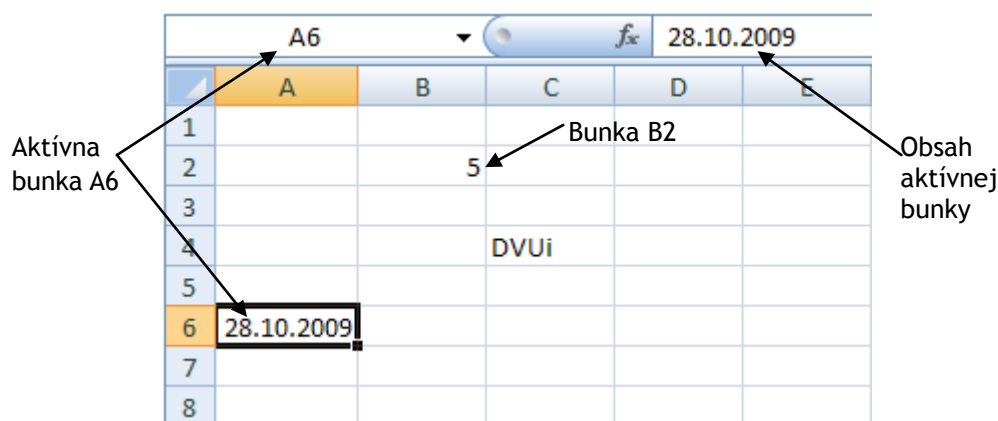 A6 fx 28.10.2009
A B C D E
1
Bunka B2
2 5
3
4 DVUi
5
6 28.10.2009
7
8
Aktívna
bunka A6
Obsah
aktívnej
bunky